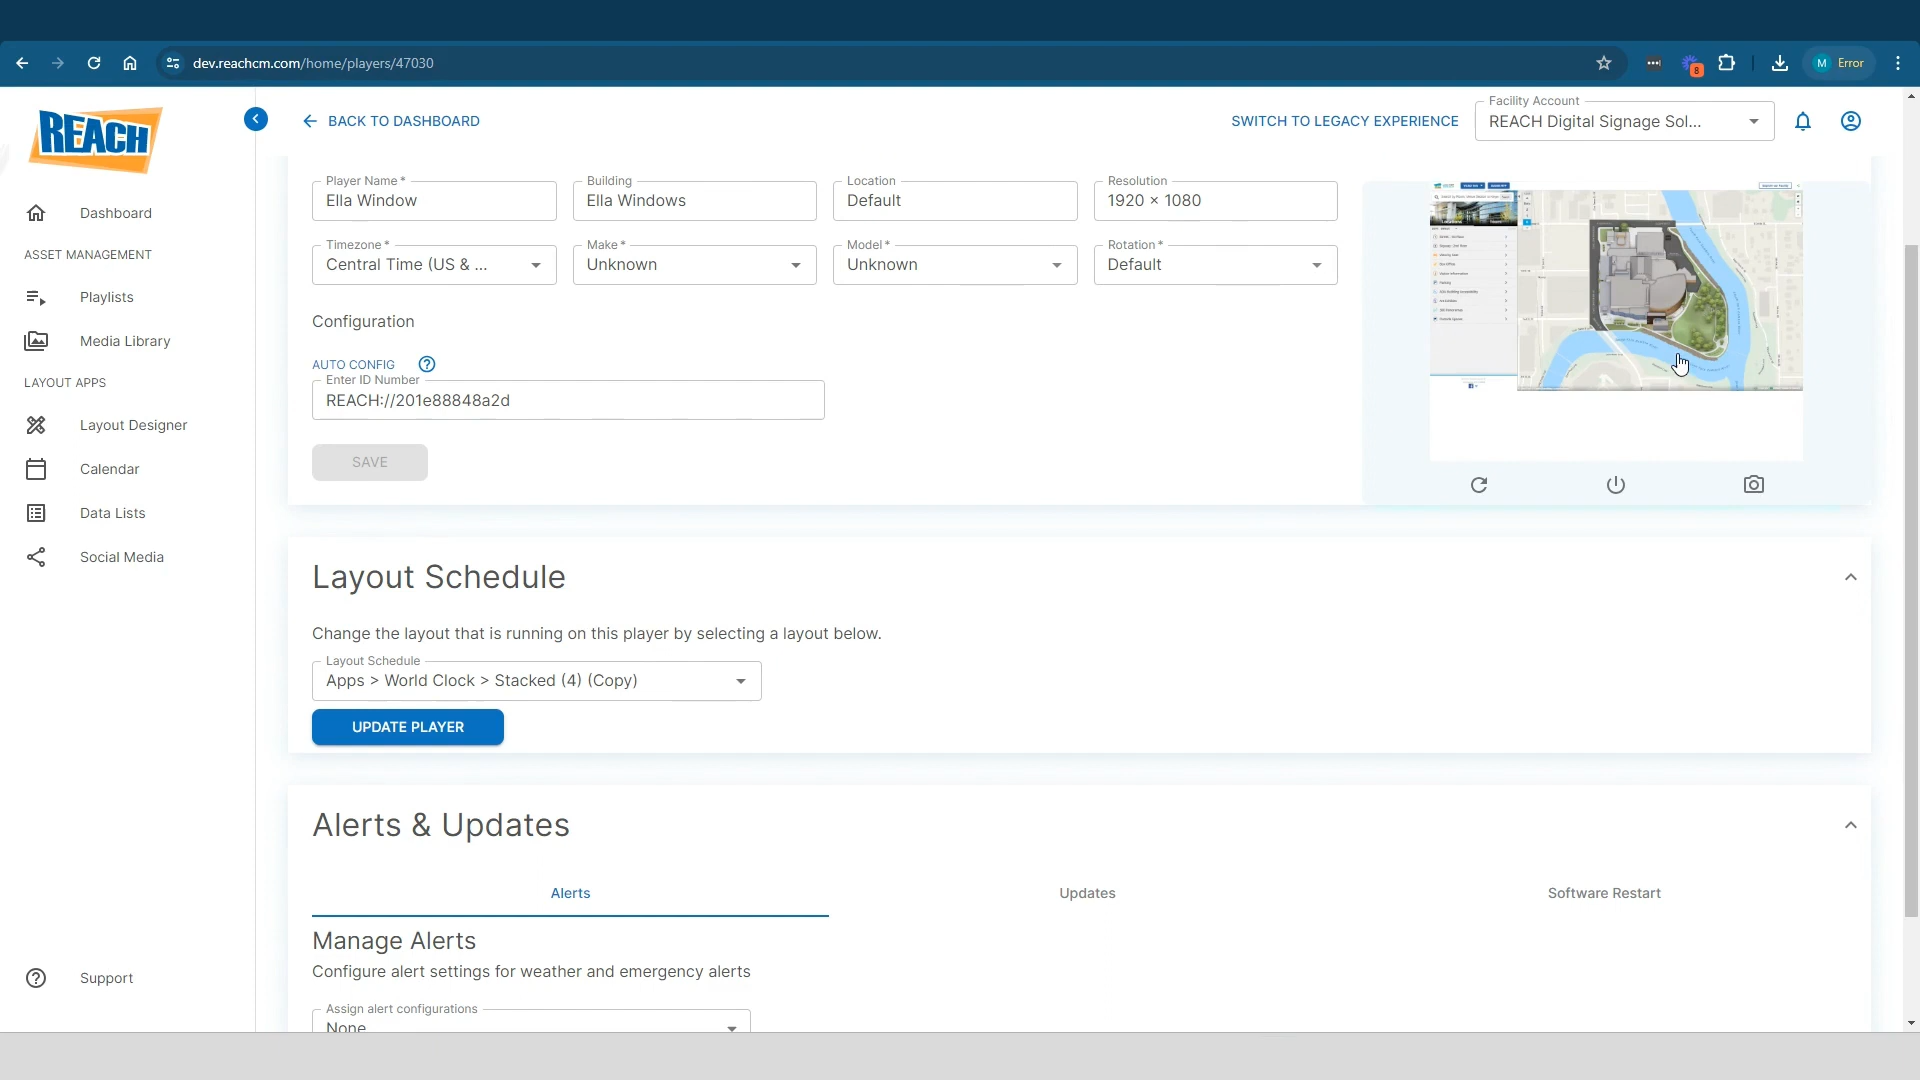 dev.reachcm.com/home/players/47030
8
M
Error
REACH
BACK TO DASHBOARD
SWITCH TO LEGACY EXPERIENCE
Facility Account
REACH Digital Signage Sol...
Dashboard
ASSET MANAGEMENT
Playlists
Media Library
LAYOUT APPS
Layout Designer
Calendar
Data Lists
Social Media
Support
Player Name*
Ella Window
Building
Ella Windows
Location
Default
Resolution
1920 × 1080
Timezone*
Central Time (US & ...
Make*
Unknown
Model*
Unknown
Rotation*
Default
Configuration
AUTO CONFIG
Enter ID Number
REACH://201e88848a2d
SAVE
Layout Schedule
Change the layout that is running on this player by selecting a layout below.
Layout Schedule
Apps > World Clock > Stacked (4) (Copy)
UPDATE PLAYER
Alerts & Updates
Alerts
Updates
Software Restart
Manage Alerts
Configure alert settings for weather and emergency alerts
Assign alert configurations
None